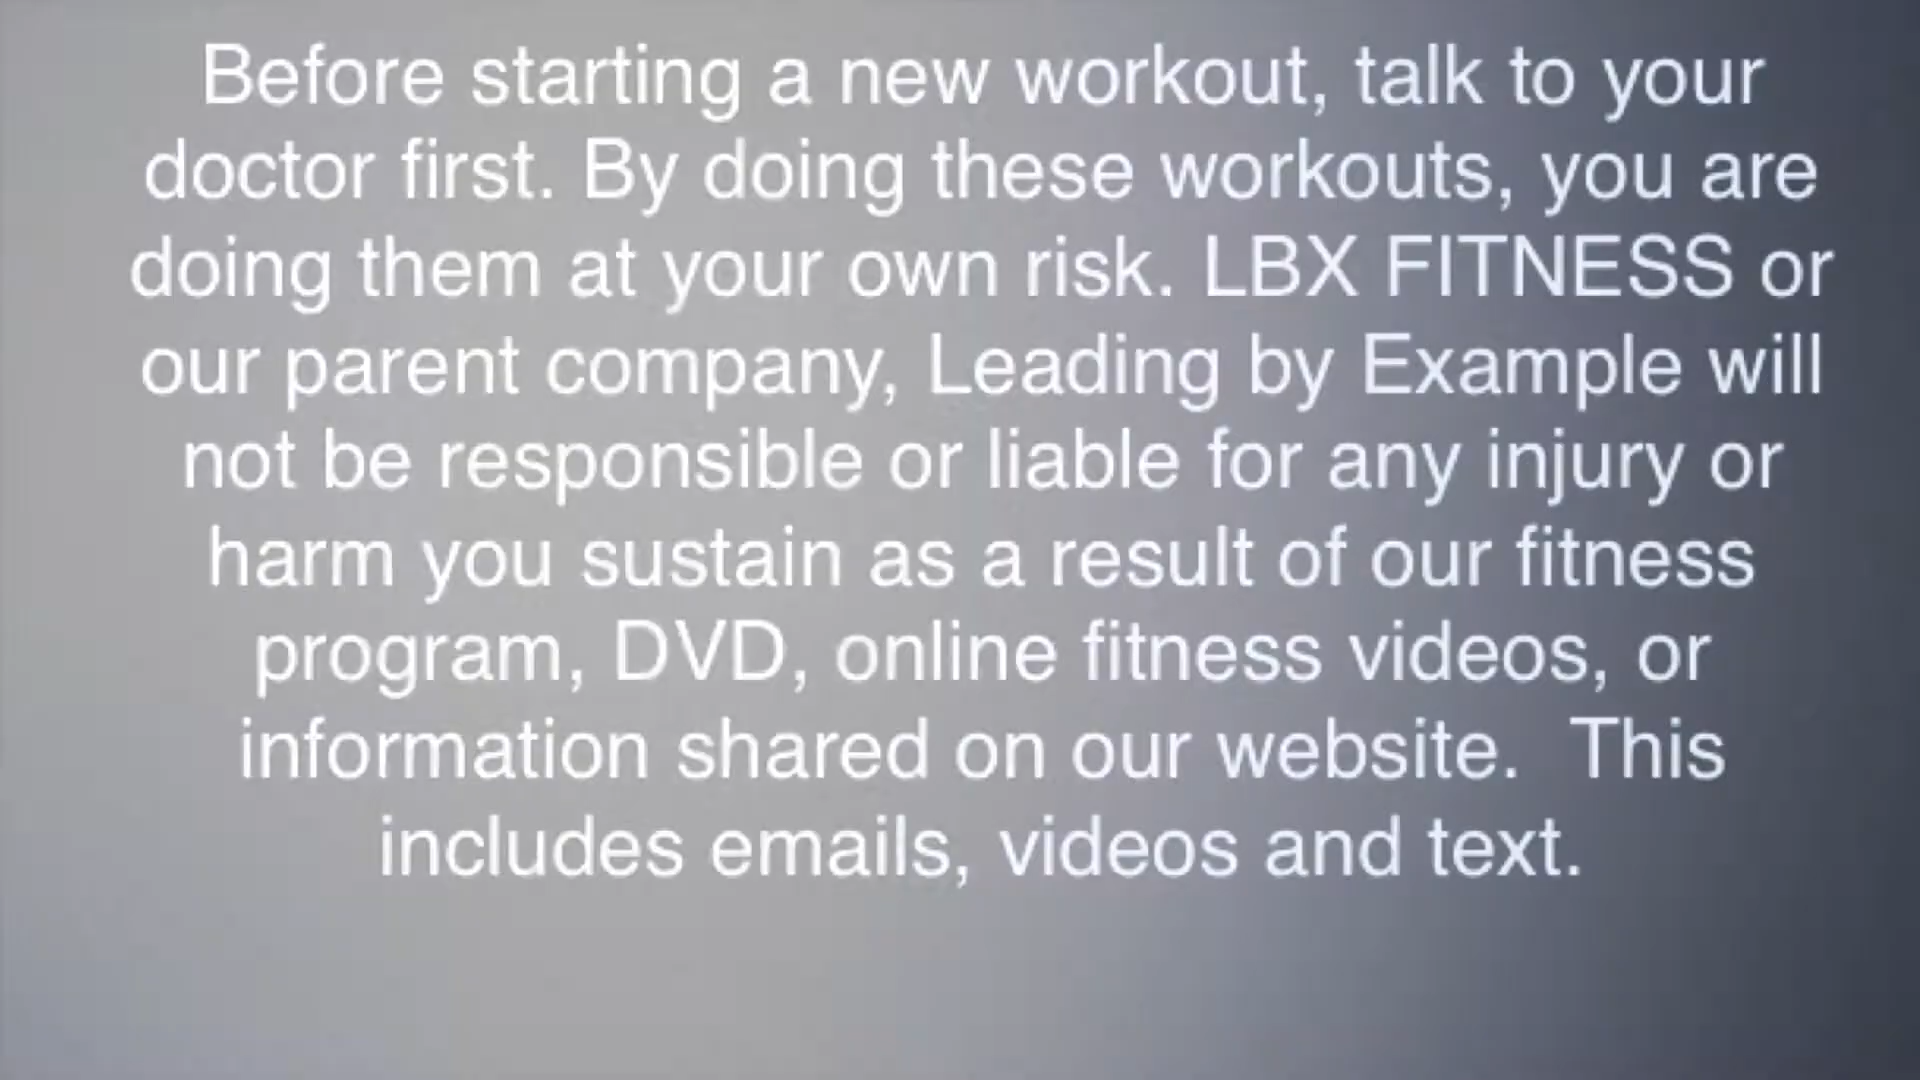 Before starting a new workout, talk to your
doctor first. By doing these workouts, you are
doing them at your own risk. LBX FITNESS or
our parent company, Leading by Example will
not be responsible or liable for any injury or
harm you sustain as a result of our fitness
program, DVD, online fitness videos, or
information shared on our website.  This
includes emails, videos and text.